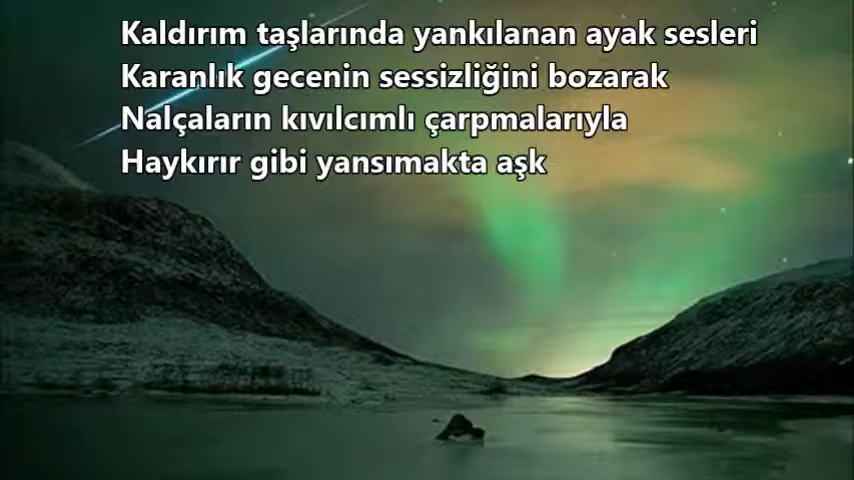 Kaldırım taşlarında yankılanan ayak sesleri
Karanlık gecenin sessizliğini bozarak
Nalçaların kıvılcımlı çarpmalarıyla
Haykırır gibi yansımakta aşk